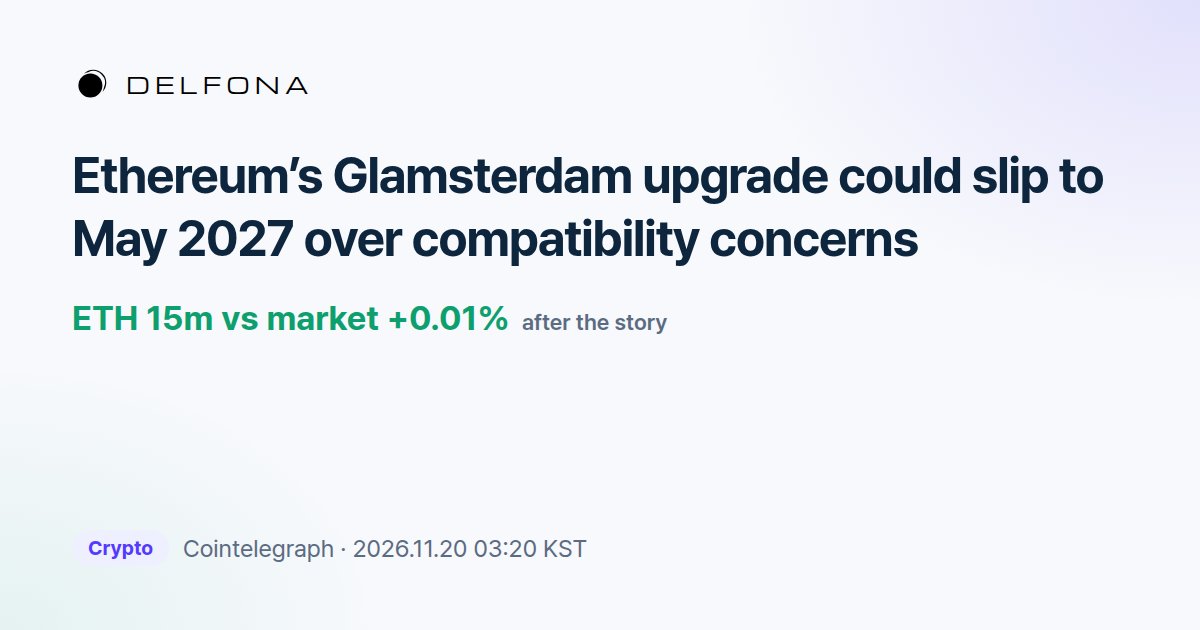 DELFONA
Ethereum’s Glamsterdam upgrade could slip to
May 2027 over compatibility concerns
ETH 15m vs market +0.01% after the story
Crypto Cointelegraph · 2026.11.20 03:20 KST